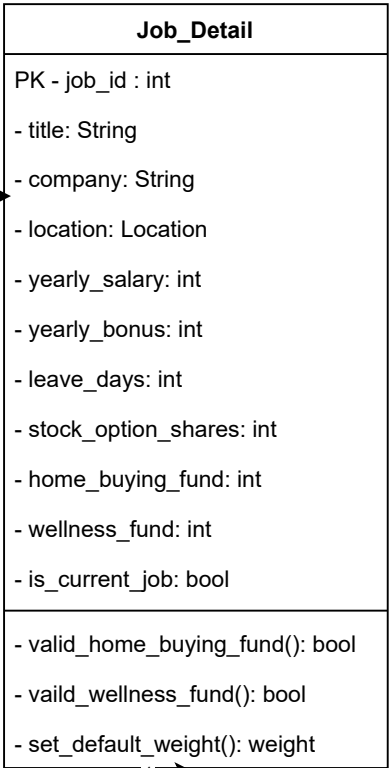 Job_Detail
PK - job_id : int
- title: String
- company: String
- location: Location
- yearly_salary: int
- yearly_bonus: int
- leave_days: int
- stock_option_shares: int
- home_buying_fund: int
- wellness_fund: int
- is_current_job: bool
- valid_home_buying_fund(): bool
- vaild_wellness_fund(): bool
- set_default_weight(): weight